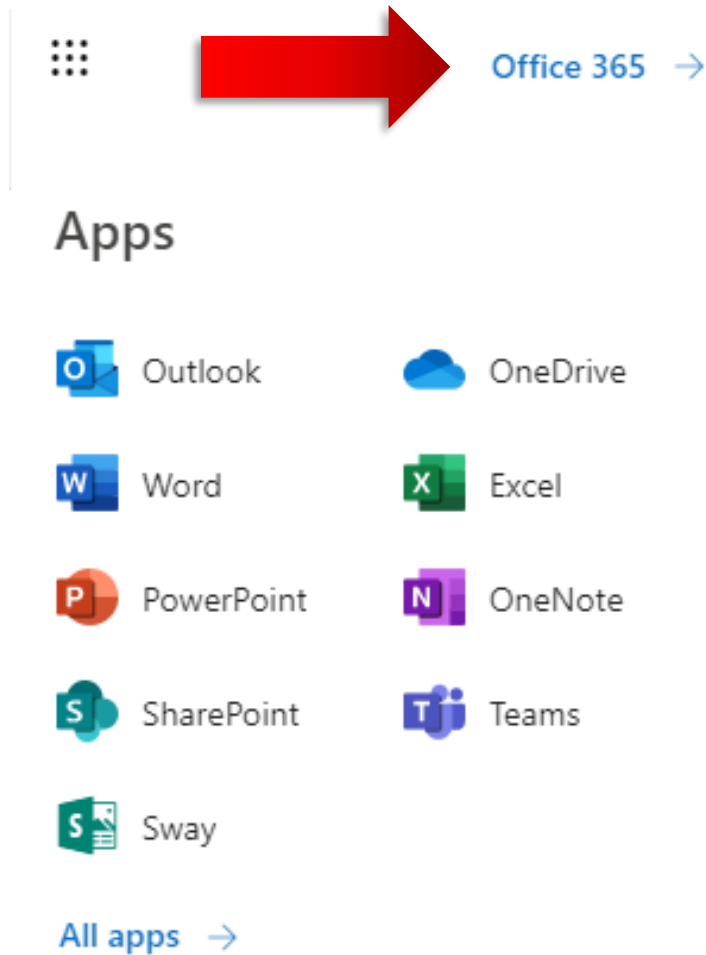 Office 365 →
Apps
Outlook
OneDrive
Word
Excel
PowerPoint
OneNote
SharePoint
Teams
Sway
All apps →